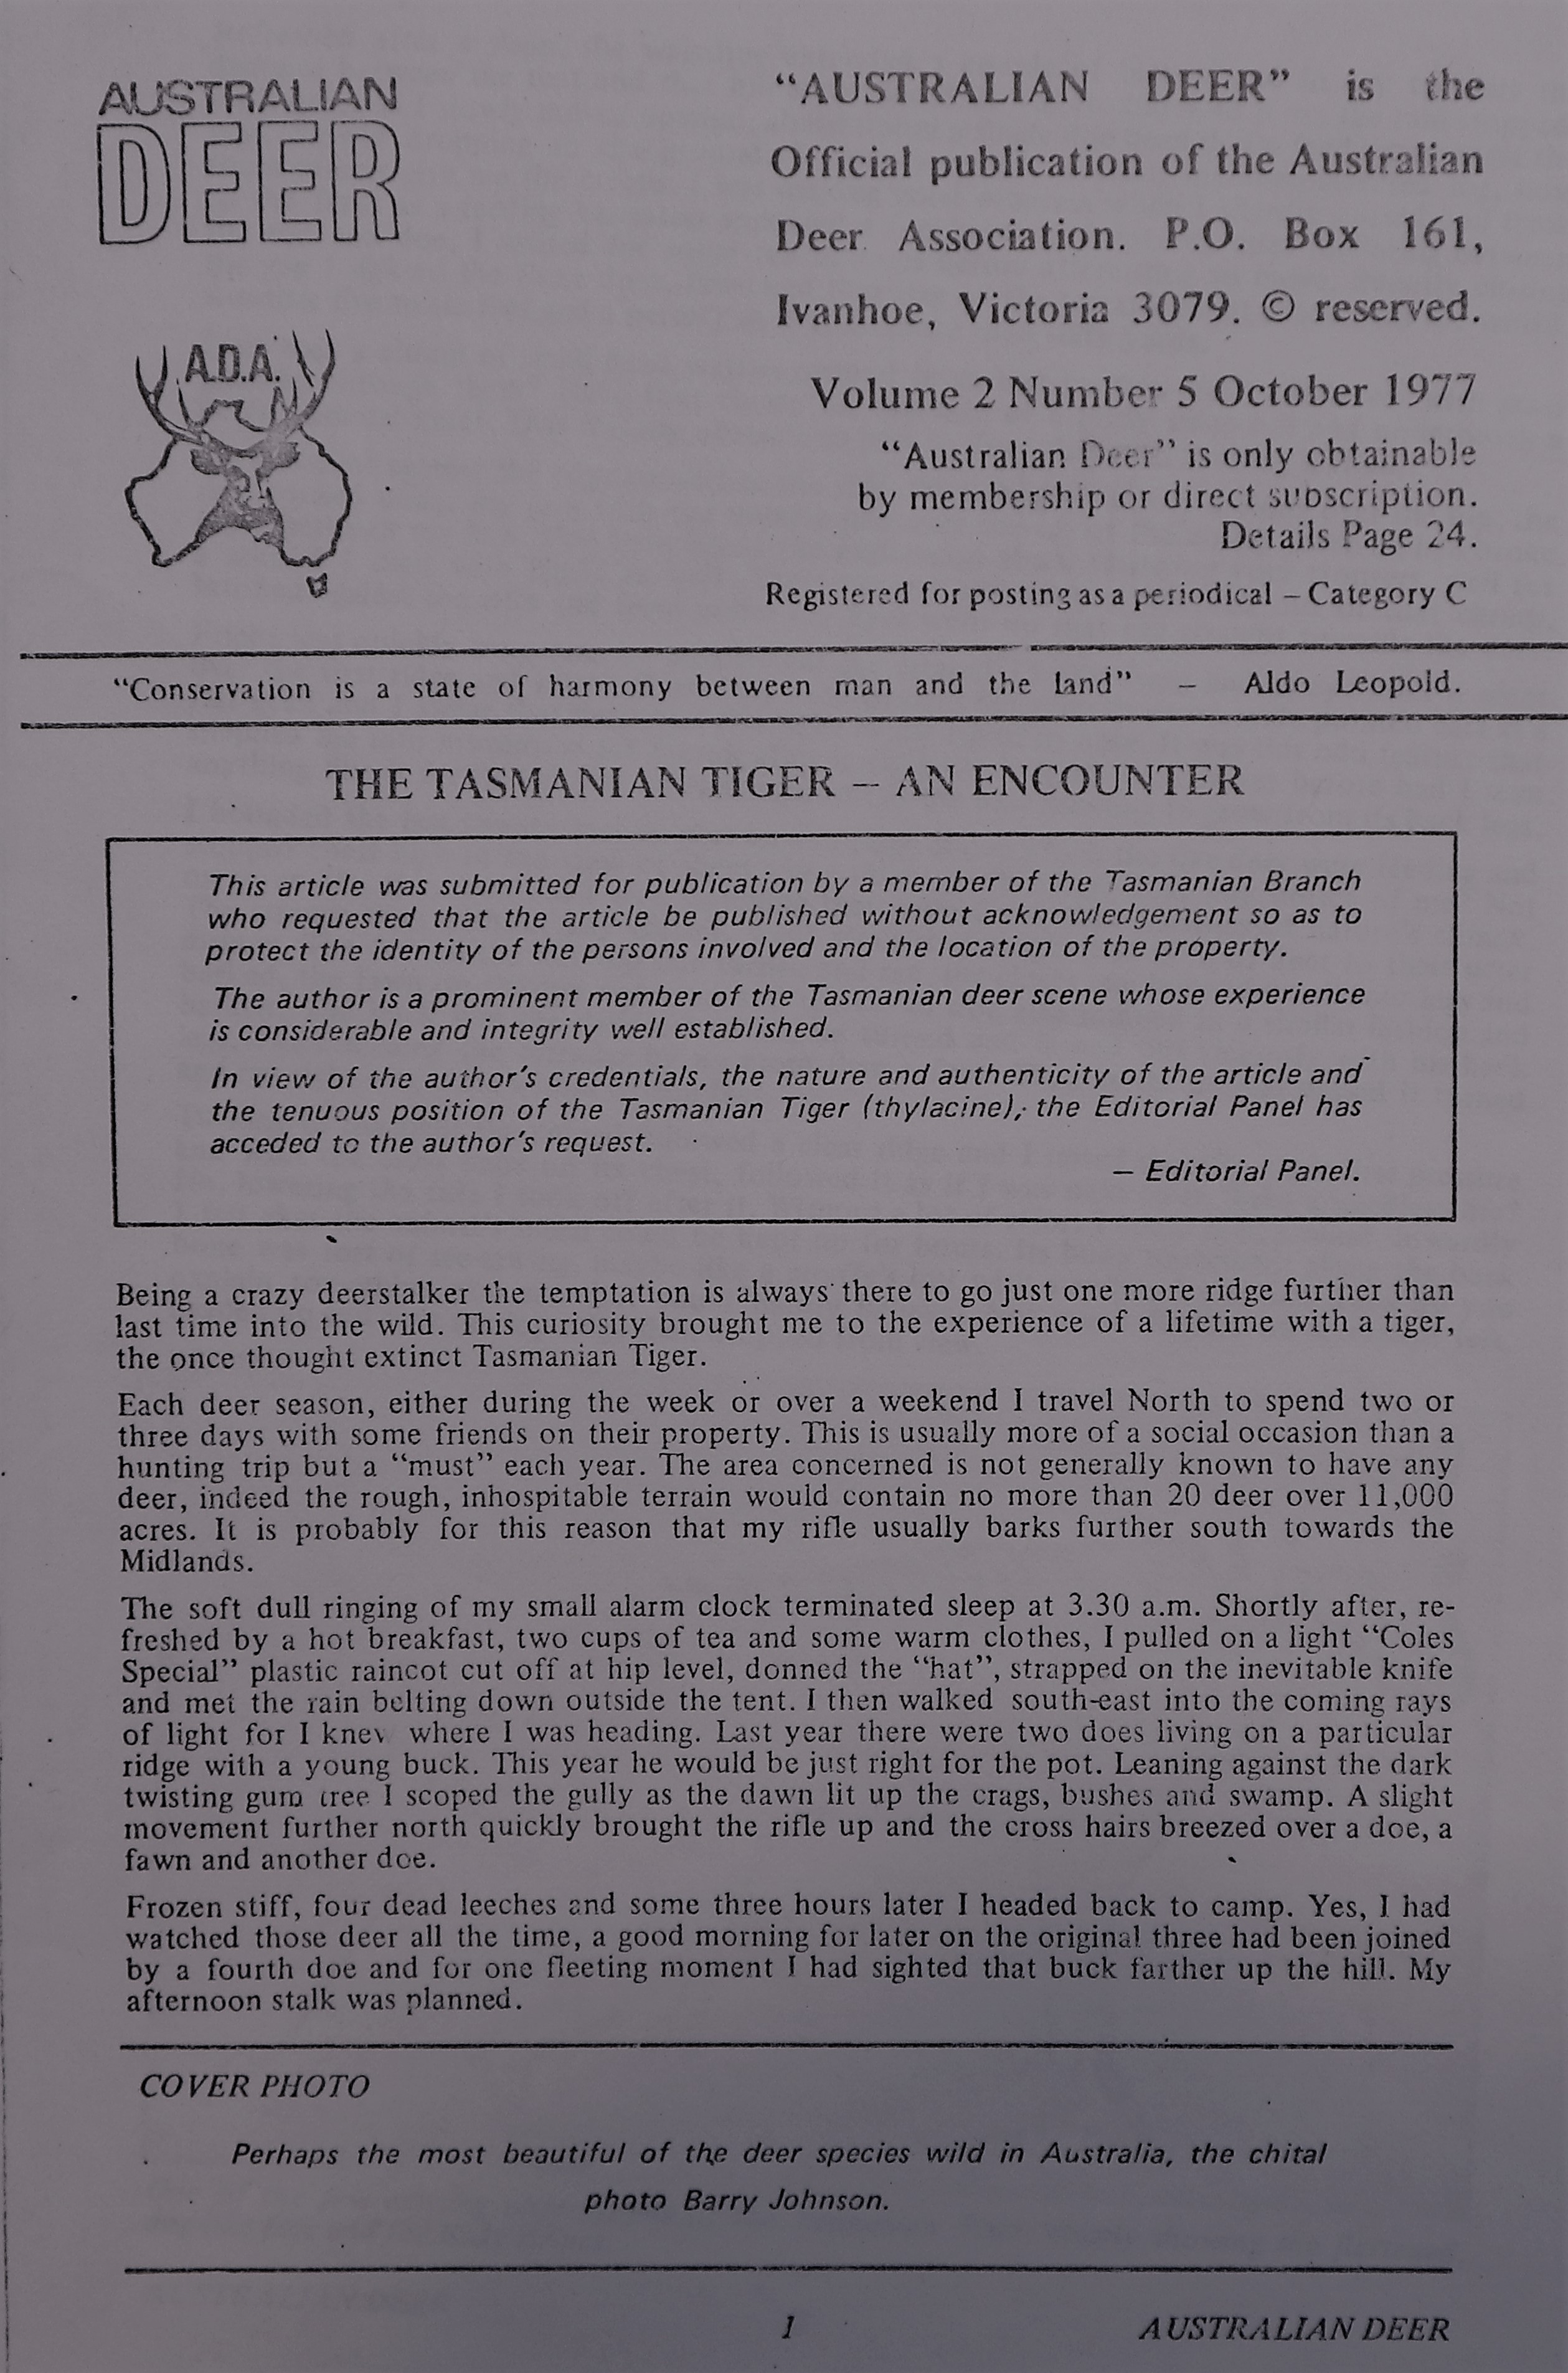 AUSTRALIAN
DEER
A.D.A.
“AUSTRALIAN DEER” is the
Official publication of the Australian
Deer Association. P.O. Box 161,
Ivanhoe, Victoria 3079. © reserved.
Volume 2 Number 5 October 1977
“Australian Deer” is only obtainable
by membership or direct subscription.
Details Page 24.
Registered for posting as a periodical – Category C
“Conservation is a state of harmony between man and the land” – Aldo Leopold.
THE TASMANIAN TIGER – AN ENCOUNTER
This article was submitted for publication by a member of the Tasmanian Branch
who requested that the article be published without acknowledgement so as to
protect the identity of the persons involved and the location of the property.
The author is a prominent member of the Tasmanian deer scene whose experience
is considerable and integrity well established.
In view of the author’s credentials, the nature and authenticity of the article and
the tenuous position of the Tasmanian Tiger (thylacine), the Editorial Panel has
acceded to the author’s request.
– Editorial Panel.
Being a crazy deerstalker the temptation is always there to go just one more ridge further than
last time into the wild. This curiosity brought me to the experience of a lifetime with a tiger,
the once thought extinct Tasmanian Tiger.
Each deer season, either during the week or over a weekend I travel North to spend two or
three days with some friends on their property. This is usually more of a social occasion than a
hunting trip but a “must” each year. The area concerned is not generally known to have any
deer, indeed the rough, inhospitable terrain would contain no more than 20 deer over 11,000
acres. It is probably for this reason that my rifle usually barks further south towards the
Midlands.
The soft dull ringing of my small alarm clock terminated sleep at 3.30 a.m. Shortly after, re-
freshed by a hot breakfast, two cups of tea and some warm clothes, I pulled on a light “Coles
Special” plastic raincot cut off at hip level, donned the “hat”, strapped on the inevitable knife
and met the rain belting down outside the tent. I then walked south-east into the coming rays
of light for I knew where I was heading. Last year there were two does living on a particular
ridge with a young buck. This year he would be just right for the pot. Leaning against the dark
twisting gum tree I scoped the gully as the dawn lit up the crags, bushes and swamp. A slight
movement further north quickly brought the rifle up and the cross hairs breezed over a doe, a
fawn and another doe.
Frozen stiff, four dead leeches and some three hours later I headed back to camp. Yes, I had
watched those deer all the time, a good morning for later on the original three had been joined
by a fourth doe and for one fleeting moment I had sighted that buck farther up the hill. My
afternoon stalk was planned.
COVER PHOTO
Perhaps the most beautiful of the deer species wild in Australia, the chital
photo Barry Johnson.
1
AUSTRALIAN DEER